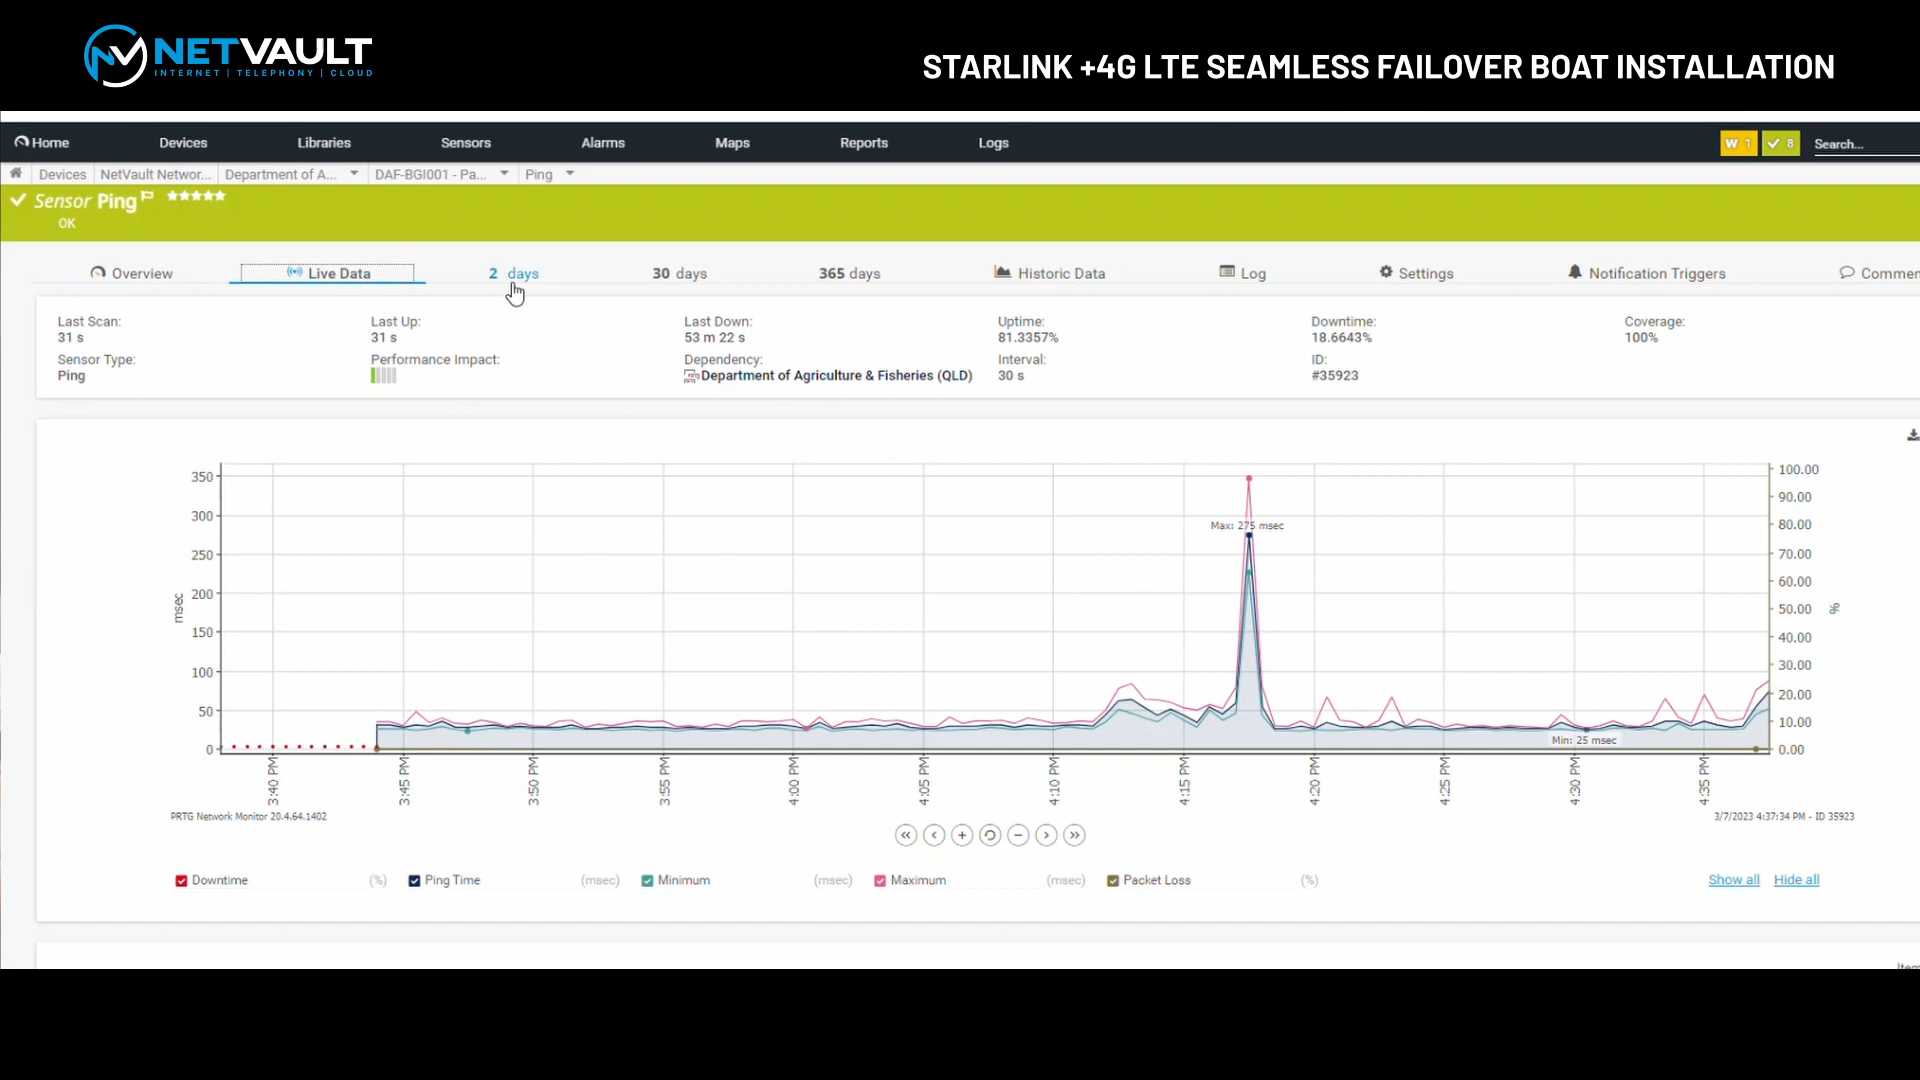 NETVAULT
INTERNET | TELEPHONY | CLOUD
STARLINK +4G LTE SEAMLESS FAILOVER BOAT INSTALLATION
Home Devices Libraries Sensors Alarms Maps Reports Logs W 1 8 Search...
Devices NetVault Networ... Department of A... DAF-BGI001 - Pa... Ping
Sensor Ping
OK
Overview Live Data 2 days 30 days 365 days Historic Data Log Settings Notification Triggers Commen
Last Scan: Last Up: Last Down: Uptime: Downtime: Coverage:
31 s 31 s 53 m 22 s 81.3357% 18.6643% 100%
Sensor Type: Performance Impact: Dependency: Interval: ID:
Ping Department of Agriculture & Fisheries (QLD) 30 s #35923
350
300
250
200
150
100
50
0
msec
Max: 275 msec
Min: 25 msec
100.00
90.00
80.00
70.00
60.00
50.00
40.00
30.00
20.00
10.00
0.00
%
3:40 PM 3:45 PM 3:50 PM 3:55 PM 4:00 PM 4:05 PM 4:10 PM 4:15 PM 4:20 PM 4:25 PM 4:30 PM 4:35 PM
PRTG Network Monitor 20.4.64.1402 3/7/2023 4:37:34 PM - ID 35923
Downtime (%) Ping Time (msec) Minimum (msec) Maximum (msec) Packet Loss (%) Show all Hide all